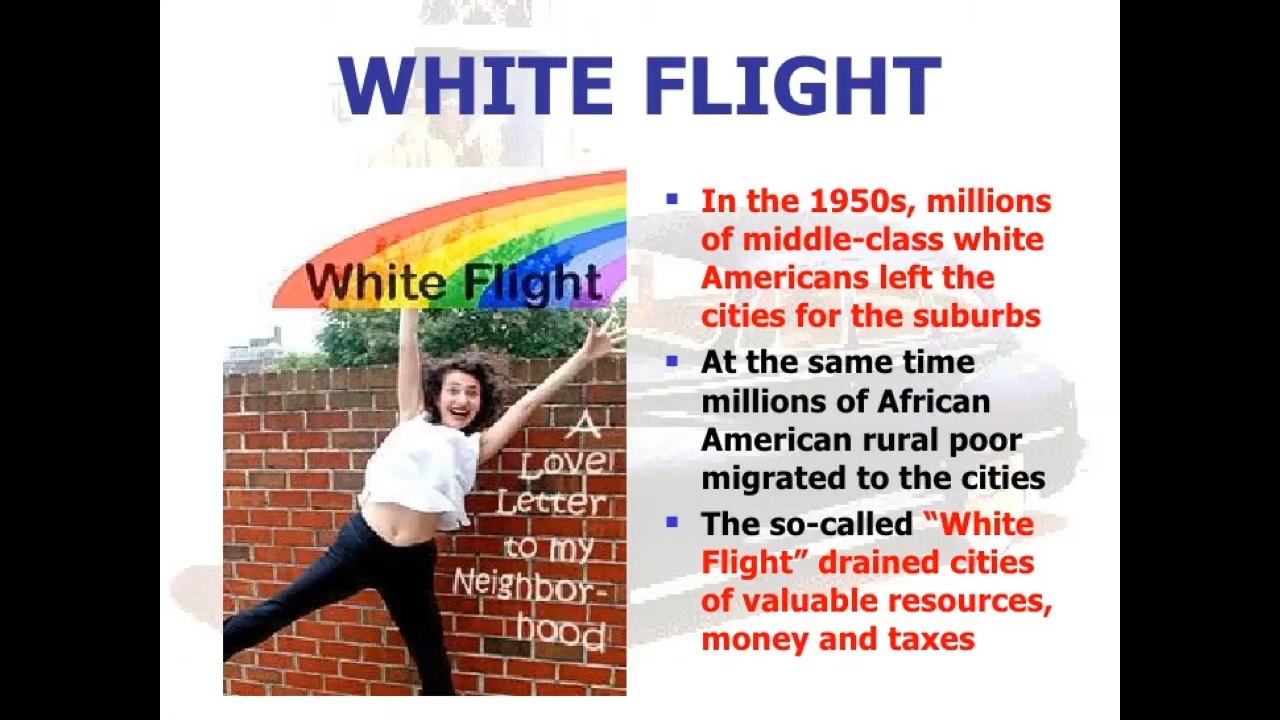 WHITE FLIGHT
White Flight
A
Love
Letter
to my
Neighbor-
hood
In the 1950s, millions
of middle-class white
Americans left the
cities for the suburbs
At the same time
millions of African
American rural poor
migrated to the cities
The so-called “White
Flight” drained cities
of valuable resources,
money and taxes